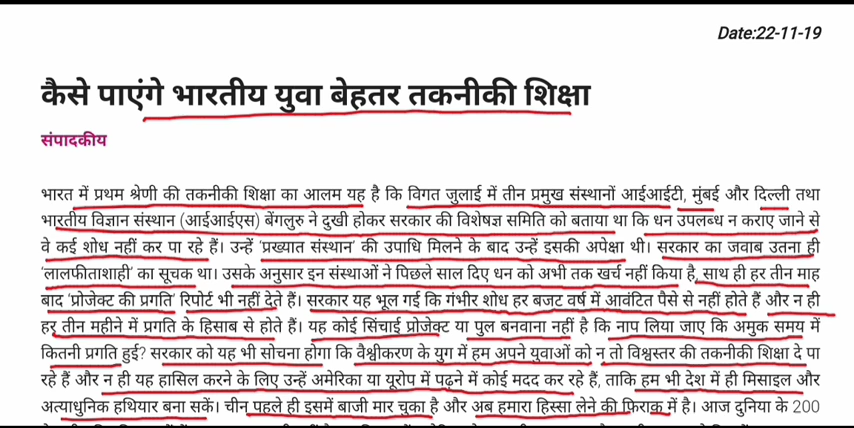 Date:22-11-19
कैसे पाएंगे भारतीय युवा बेहतर तकनीकी शिक्षा
संपादकीय
भारत में प्रथम श्रेणी की तकनीकी शिक्षा का आलम यह है कि विगत जुलाई में तीन प्रमुख संस्थानों आईआईटी, मुंबई और दिल्ली तथा
भारतीय विज्ञान संस्थान (आईआईएस) बेंगलुरु ने दुखी होकर सरकार की विशेषज्ञ समिति को बताया था कि धन उपलब्ध न कराए जाने से
वे कई शोध नहीं कर पा रहे हैं। उन्हें 'प्रख्यात संस्थान' की उपाधि मिलने के बाद उन्हें इसकी अपेक्षा थी। सरकार का जवाब उतना ही
'लालफीताशाही' का सूचक था। उसके अनुसार इन संस्थाओं ने पिछले साल दिए धन को अभी तक खर्च नहीं किया है, साथ ही हर तीन माह
बाद 'प्रोजेक्ट की प्रगति' रिपोर्ट भी नहीं देते हैं। सरकार यह भूल गई कि गंभीर शोध हर बजट वर्ष में आवंटित पैसे से नहीं होते हैं और न ही
हर तीन महीने में प्रगति के हिसाब से होते हैं। यह कोई सिंचाई प्रोजेक्ट या पुल बनवाना नहीं है कि नाप लिया जाए कि अमुक समय में
कितनी प्रगति हुई? सरकार को यह भी सोचना होगा कि वैश्वीकरण के युग में हम अपने युवाओं को न तो विश्वस्तर की तकनीकी शिक्षा दे पा
रहे हैं और न ही यह हासिल करने के लिए उन्हें अमेरिका या यूरोप में पढ़ने में कोई मदद कर रहे हैं, ताकि हम भी देश में ही मिसाइल और
अत्याधुनिक हथियार बना सकें। चीन पहले ही इसमें बाजी मार चुका है और अब हमारा हिस्सा लेने की फिराक में है। आज दुनिया के 200